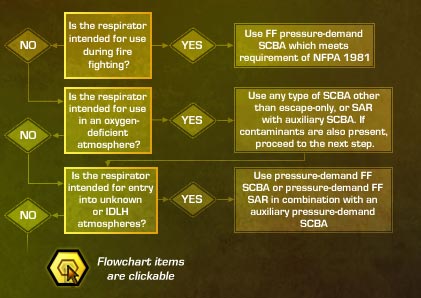 Is the respirator
intended for use
during fire
fighting?
NO
YES
Use FF pressure-demand
SCBA which meets
requirement of NFPA 1981
Is the respirator
intended for use
in an oxygen-
deficient
atmosphere?
NO
YES
Use any type of SCBA other
than escape-only, or SAR
with auxiliary SCBA. If
contaminants are also present,
proceed to the next step.
Is the respirator
intended for entry
into unknown
or IDLH
atmospheres?
NO
YES
Use pressure-demand FF
SCBA or pressure-demand FF
SAR in combination with an
auxiliary pressure-demand
SCBA
Flowchart items
are clickable